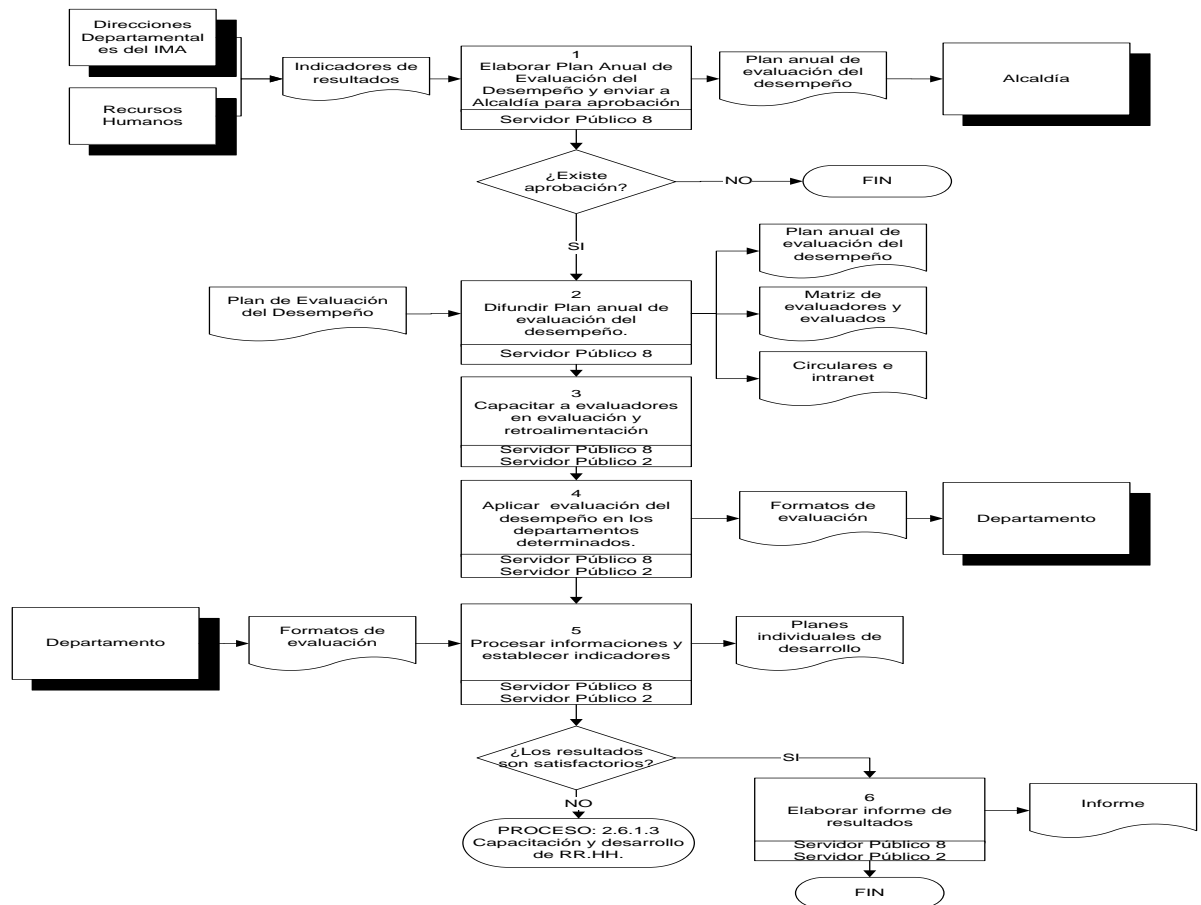 Direcciones
Departamental
es del IMA
Recursos
Humanos
Indicadores de
resultados
1
Elaborar Plan Anual de
Evaluación del
Desempeño y enviar a
Alcaldía para aprobación
Servidor Público 8
Plan anual de
evaluación del
desempeño
Alcaldía
¿Existe
aprobación?
NO
FIN
SI
Plan de Evaluación
del Desempeño
2
Difundir Plan anual de
evaluación del
desempeño.
Servidor Público 8
Plan anual de
evaluación del
desempeño
Matriz de
evaluadores y
evaluados
Circulares e
intranet
3
Capacitar a evaluadores
en evaluación y
retroalimentación
Servidor Público 8
Servidor Público 2
4
Aplicar evaluación del
desempeño en los
departamentos
determinados.
Servidor Público 8
Servidor Público 2
Formatos de
evaluación
Departamento
Departamento
Formatos de
evaluación
5
Procesar informaciones y
establecer indicadores
Servidor Público 8
Servidor Público 2
Planes
individuales de
desarrollo
¿Los resultados
son satisfactorios?
SI
NO
PROCESO: 2.6.1.3
Capacitación y desarrollo
de RR.HH.
6
Elaborar informe de
resultados
Servidor Público 8
Servidor Público 2
Informe
FIN